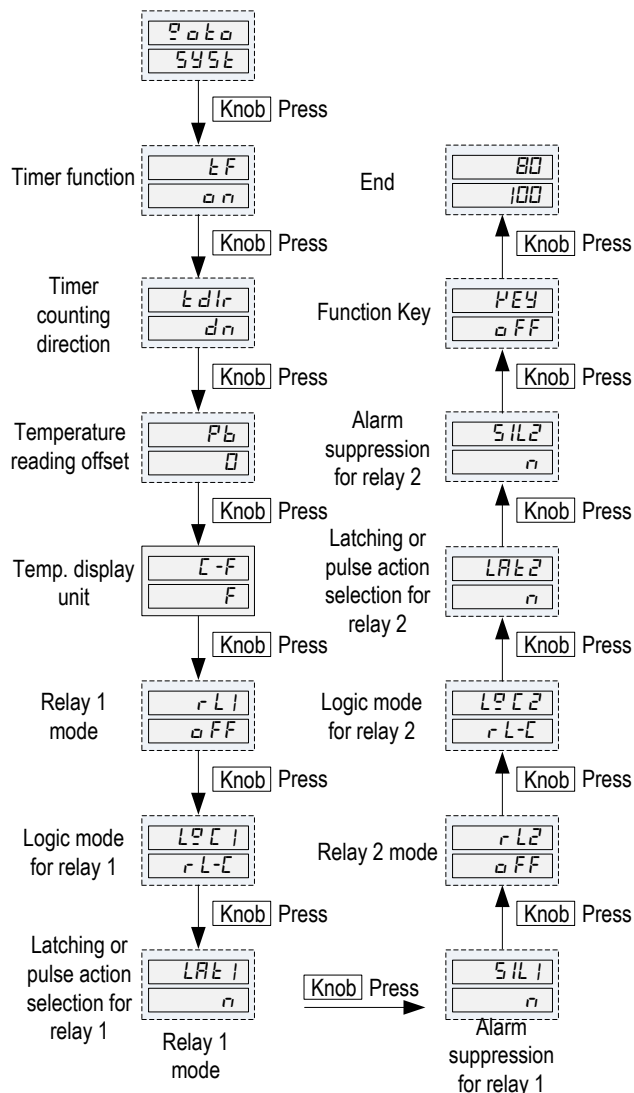 goto
SYSt
Knob Press
Timer function
tF
on
Knob Press
Timer
counting
direction
tdIr
dn
Knob Press
Temperature
reading offset
Pb
0
Knob Press
Temp. display
unit
C-F
F
Knob Press
Relay 1
mode
rL1
oFF
Knob Press
Logic mode
for relay 1
LgC1
rL-C
Knob Press
Latching or
pulse action
selection for
relay 1
LAt1
n
Relay 1
mode
Knob Press
End
80
100
Knob Press
Function Key
KEY
oFF
Knob Press
Alarm
suppression
for relay 2
SIL2
n
Knob Press
Latching or
pulse action
selection for
relay 2
LAt2
n
Knob Press
Logic mode
for relay 2
LgC2
rL-C
Knob Press
Relay 2 mode
rL2
oFF
Knob Press
SIL1
n
Alarm
suppression
for relay 1